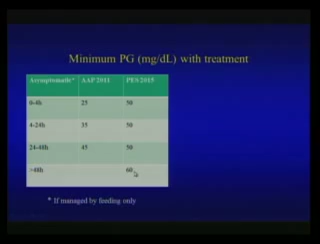 Minimum PG (mg/dL) with treatment
Asymptomatic* AAP 2011 PES 2015
0-4h 25 50
4-24h 35 50
24-48h 45 50
>48h 60
* If managed by feeding only